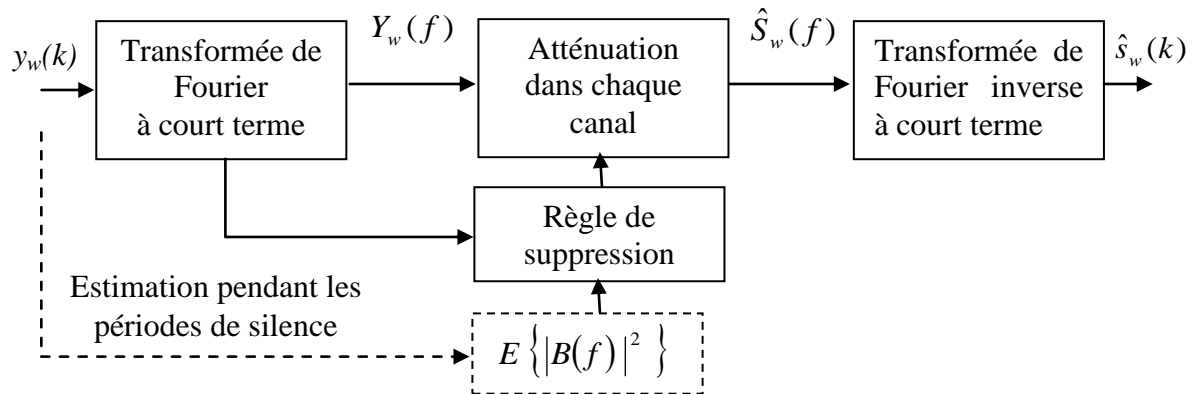 y_w(k)
Transformée de
Fourier
à court terme
Y_w(f)
Atténuation
dans chaque
canal
Ŝ_w(f)
Transformée de
Fourier inverse
à court terme
ŝ_w(k)
Règle de
suppression
Estimation pendant les
périodes de silence
E{|B(f)|²}